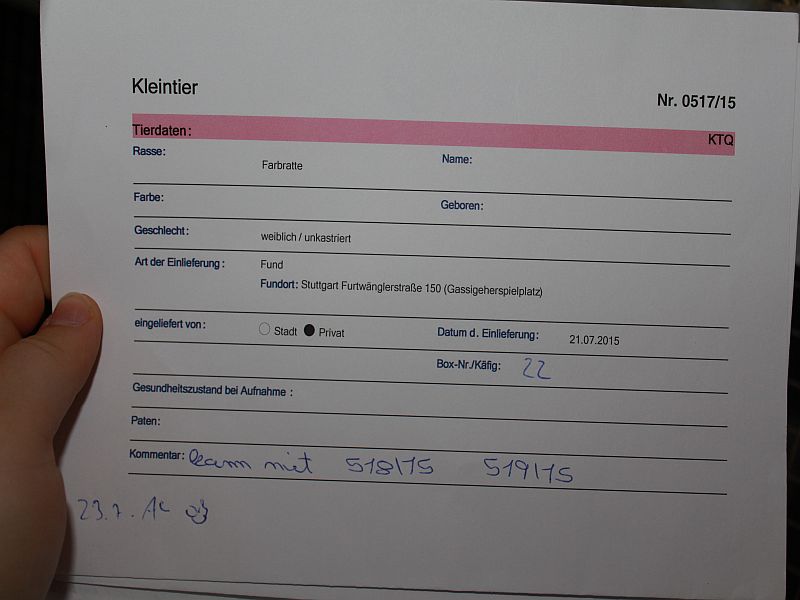 Kleintier
Nr. 0517/15
Tierdaten: KTQ
Rasse: Farbratte Name:
Farbe: Geboren:
Geschlecht: weiblich / unkastriert
Art der Einlieferung: Fund
Fundort: Stuttgart Furtwänglerstraße 150 (Gassigeherspielplatz)
eingeliefert von: Stadt Privat Datum d. Einlieferung: 21.07.2015
Box-Nr./Käfig: 22
Gesundheitszustand bei Aufnahme :
Paten:
Kommentar: kam mit 518/15 519/15
23.7.